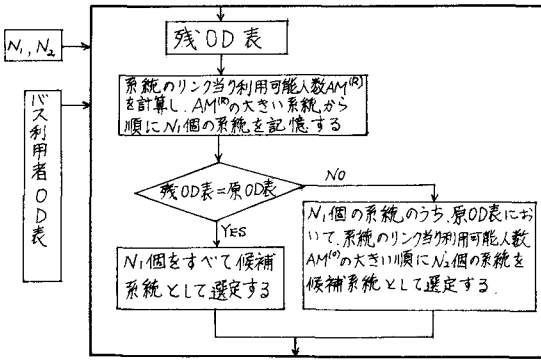 N₁, N₂
バス利用者OD表
残OD表
系統のリンク当り利用可能人数AM⁽ᴿ⁾
を計算し、AM⁽ᴿ⁾の大きい系統から
順にN₁個の系統を記憶する
残OD表=原OD表
NO
YES
N₁個をすべて候補
系統として選定する
N₁個の系統のうち、原OD表にお
いて、系統のリンク当り利用可能人数
AM⁽⁰⁾の大きい順にN₂個の系統を
候補系統として選定する.